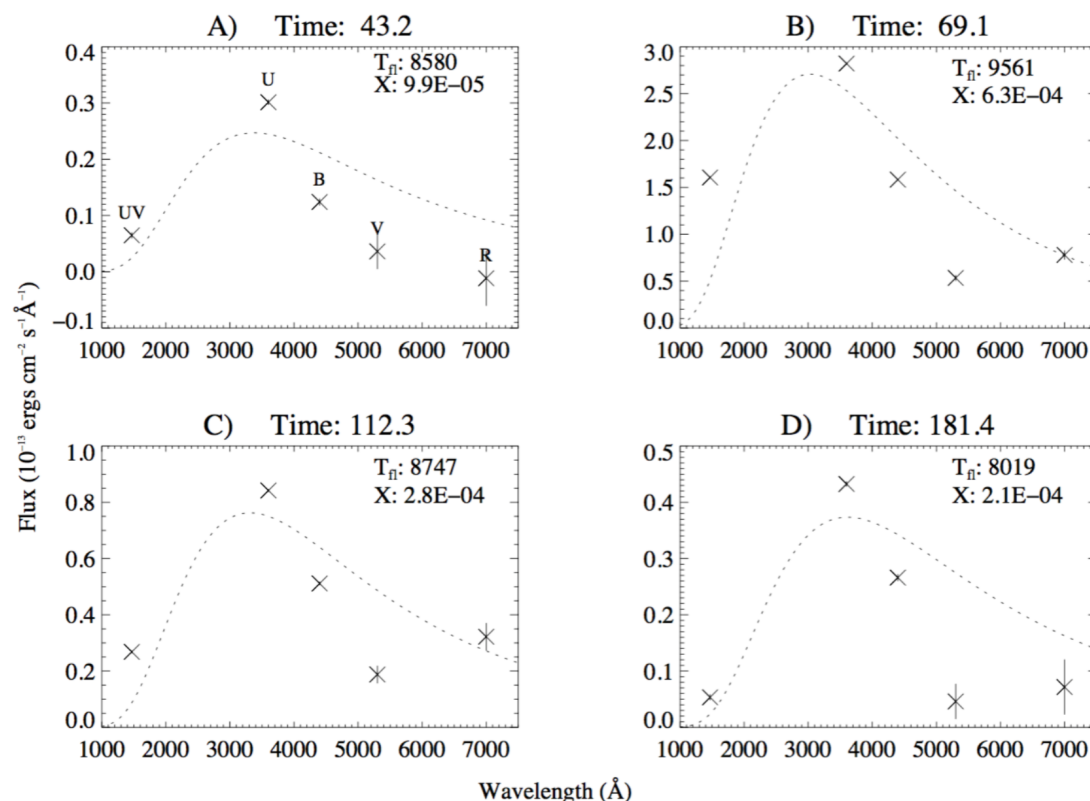 A) Time: 43.2
T_fl: 8580
X: 9.9E−05
UV
U
B
V
R
0.4
0.3
0.2
0.1
0.0
−0.1
1000 2000 3000 4000 5000 6000 7000
B) Time: 69.1
T_fl: 9561
X: 6.3E−04
3.0
2.5
2.0
1.5
1.0
0.5
0.0
1000 2000 3000 4000 5000 6000 7000
C) Time: 112.3
T_fl: 8747
X: 2.8E−04
1.0
0.8
0.6
0.4
0.2
0.0
1000 2000 3000 4000 5000 6000 7000
D) Time: 181.4
T_fl: 8019
X: 2.1E−04
0.5
0.4
0.3
0.2
0.1
0.0
1000 2000 3000 4000 5000 6000 7000
Flux (10⁻¹³ ergs cm⁻² s⁻¹Å⁻¹)
Wavelength (Å)